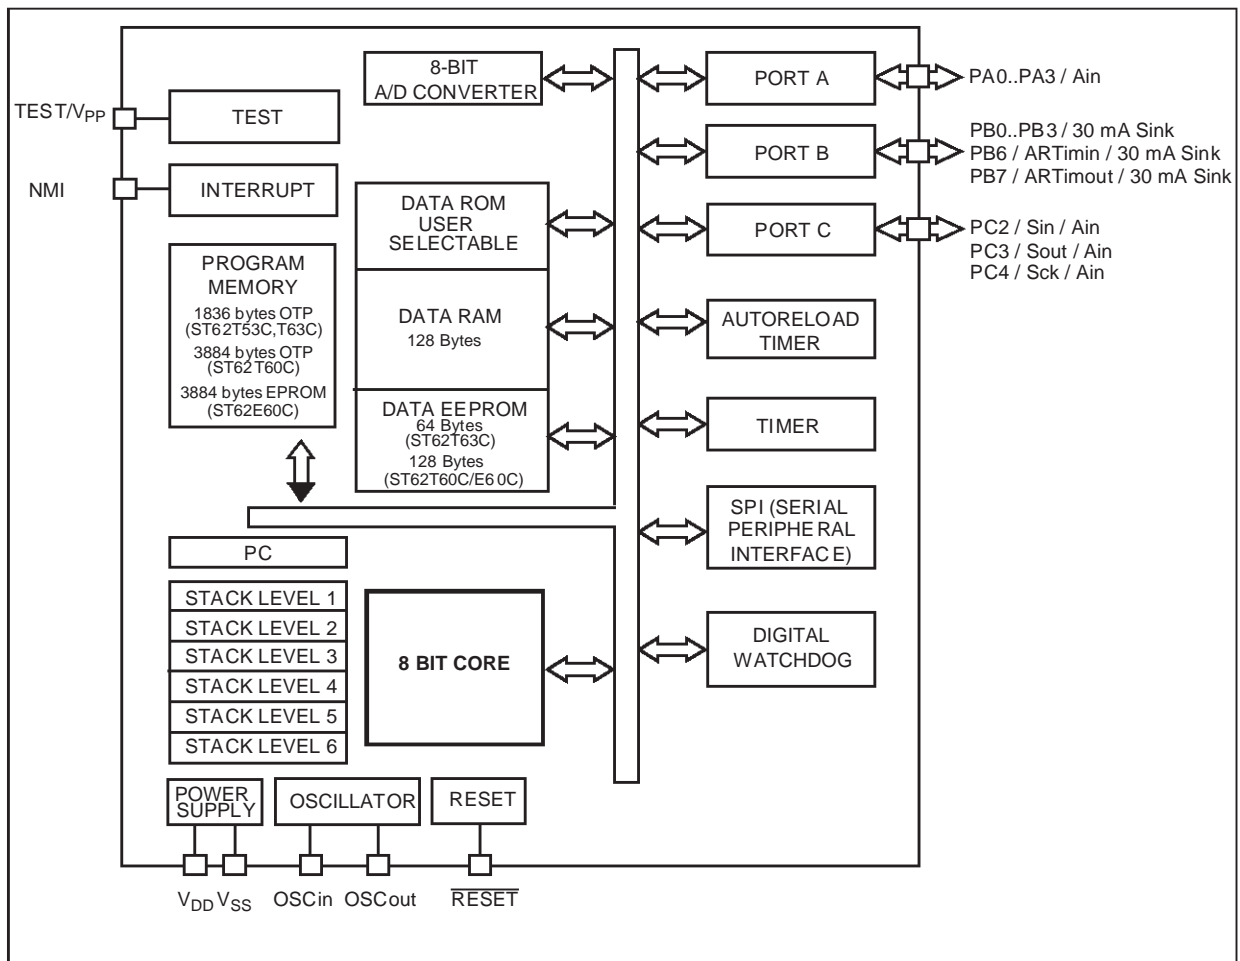 8-BIT
A/D CONVERTER
PORT A
PA0..PA3 / Ain
TEST/VPP
TEST
PORT B
PB0..PB3 / 30 mA Sink
PB6 / ARTimin / 30 mA Sink
PB7 / ARTimout / 30 mA Sink
NMI
INTERRUPT
DATA ROM
USER
SELECTABLE
PORT C
PC2 / Sin / Ain
PC3 / Sout / Ain
PC4 / Sck / Ain
PROGRAM
MEMORY
1836 bytes OTP
(ST62T53C,T63C)
3884 bytes OTP
(ST62T60C)
3884 bytes EPROM
(ST62E60C)
DATA RAM
128 Bytes
AUTORELOAD
TIMER
DATA EEPROM
64 Bytes
(ST62T63C)
128 Bytes
(ST62T60C/E60C)
TIMER
SPI (SERIAL
PERIPHERAL
INTERFACE)
PC
STACK LEVEL 1
STACK LEVEL 2
STACK LEVEL 3
STACK LEVEL 4
STACK LEVEL 5
STACK LEVEL 6
8 BIT CORE
DIGITAL
WATCHDOG
POWER
SUPPLY
OSCILLATOR
RESET
VDD VSS OSCin OSCout RESET